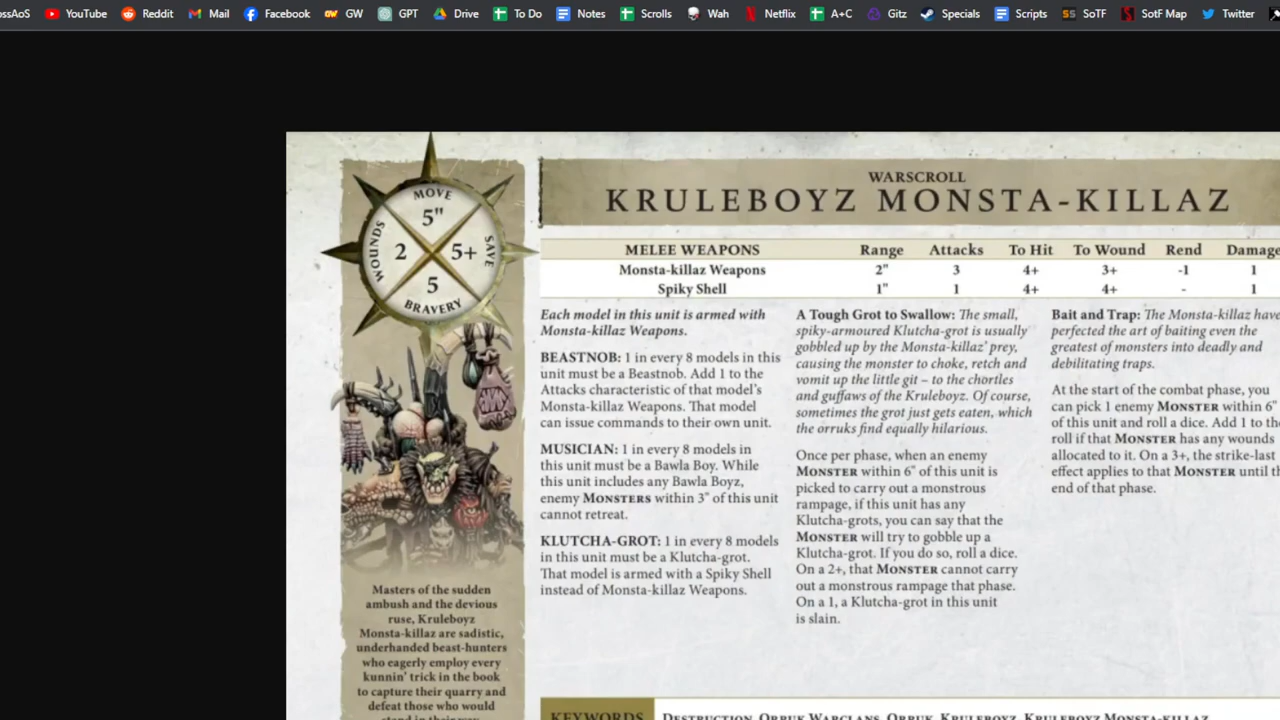 ossAoS YouTube Reddit Mail Facebook GW GPT Drive To Do Notes Scrolls Wah Netflix A+C Gitz Specials Scripts SoTF SotF Map Twitter
WARSCROLL
KRULEBOYZ MONSTA-KILLAZ
MOVE
5"
WOUNDS 2 5+ SAVE
5
BRAVERY
MELEE WEAPONS Range Attacks To Hit To Wound Rend Damage
Monsta-killaz Weapons 2" 3 4+ 3+ -1 1
Spiky Shell 1" 1 4+ 4+ - 1
Each model in this unit is armed with
Monsta-killaz Weapons.
BEASTNOB: 1 in every 8 models in this
unit must be a Beastnob. Add 1 to the
Attacks characteristic of that model's
Monsta-killaz Weapons. That model
can issue commands to their own unit.
MUSICIAN: 1 in every 8 models in
this unit must be a Bawla Boy. While
this unit includes any Bawla Boyz,
enemy MONSTERS within 3" of this unit
cannot retreat.
KLUTCHA-GROT: 1 in every 8 models
in this unit must be a Klutcha-grot.
That model is armed with a Spiky Shell
instead of Monsta-killaz Weapons.
A Tough Grot to Swallow: The small,
spiky-armoured Klutcha-grot is usually
gobbled up by the Monsta-killaz' prey,
causing the monster to choke, retch and
vomit up the little git – to the chortles
and guffaws of the Kruleboyz. Of course,
sometimes the grot just gets eaten, which
the orruks find equally hilarious.
Once per phase, when an enemy
MONSTER within 6" of this unit is
picked to carry out a monstrous
rampage, if this unit has any
Klutcha-grots, you can say that the
MONSTER will try to gobble up a
Klutcha-grot. If you do so, roll a dice.
On a 2+, that MONSTER cannot carry
out a monstrous rampage that phase.
On a 1, a Klutcha-grot in this unit
is slain.
Bait and Trap: The Monsta-killaz have
perfected the art of baiting even the
greatest of monsters into deadly and
debilitating traps.
At the start of the combat phase, you
can pick 1 enemy MONSTER within 6"
of this unit and roll a dice. Add 1 to the
roll if that MONSTER has any wounds
allocated to it. On a 3+, the strike-last
effect applies to that MONSTER until th
end of that phase.
Masters of the sudden
ambush and the devious
ruse, Kruleboyz
Monsta-killaz are sadistic,
underhanded beast-hunters
who eagerly employ every
kunnin' trick in the book
to capture their quarry and
defeat those who would
stand in their way.
KEYWORDS DESTRUCTION, ORRUK WARCLANS, ORRUK, KRULEBOYZ, KRULEBOYZ MONSTA-KILLAZ